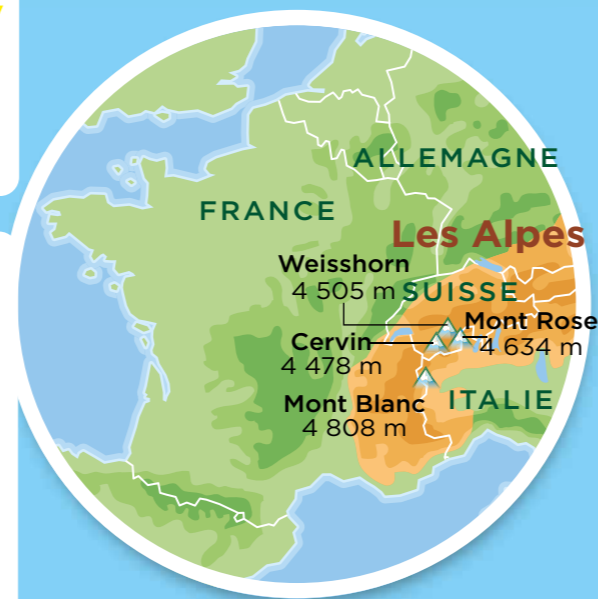 ALLEMAGNE
FRANCE
Les Alpes
Weisshorn
4 505 m
SUISSE
Mont Rose
4 634 m
Cervin
4 478 m
Mont Blanc
4 808 m
ITALIE